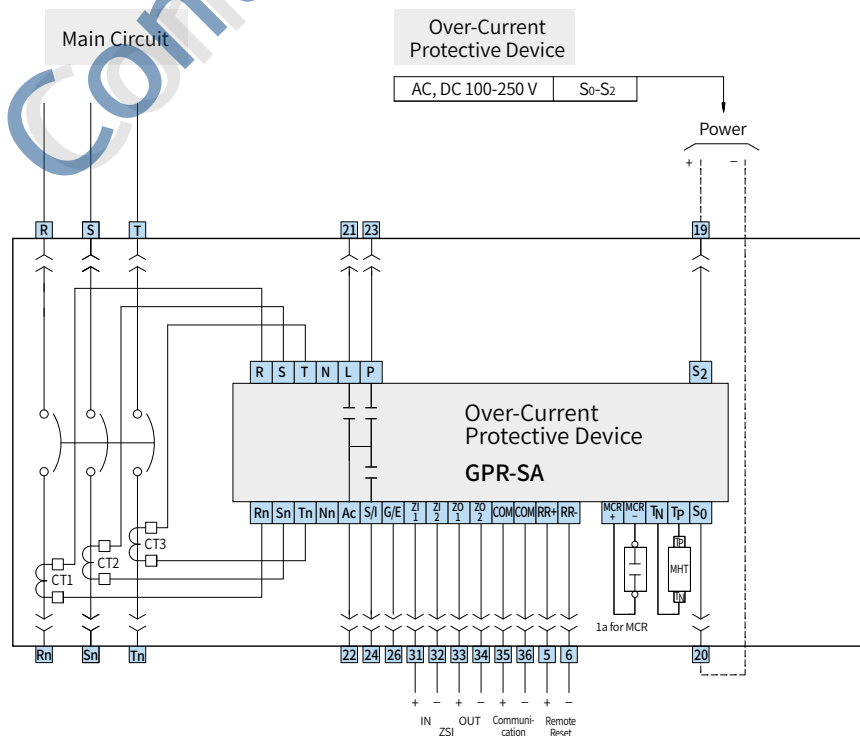 Com
Main Circuit
Over-Current
Protective Device
AC, DC 100-250 V S0-S2
Power
+ −
R S T 21 23 19
R S T N L P S2
Over-Current
Protective Device
GPR-SA
Rn Sn Tn Nn Ac S/I G/E ZI 1 ZI 2 ZO 1 ZO 2 COM COM RR+ RR- MCR + MCR − TN TP S0
CT1 CT2 CT3
TP
MHT
TN
1a for MCR
Rn Sn Tn 22 24 26 31 32 33 34 35 36 5 6 20
+ − + − + − + −
IN OUT
ZSI
Communi-
cation
Remote
Reset